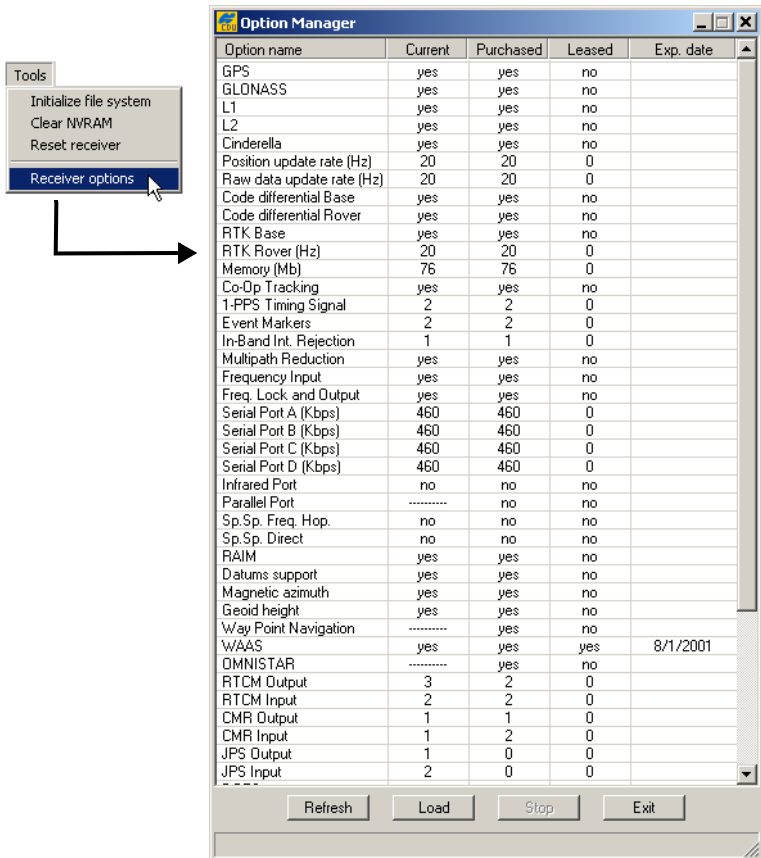 Tools
Initialize file system
Clear NVRAM
Reset receiver
Receiver options
CDU Option Manager
Option name Current Purchased Leased Exp. date
GPS yes yes no
GLONASS yes yes no
L1 yes yes no
L2 yes yes no
Cinderella yes yes no
Position update rate (Hz) 20 20 0
Raw data update rate (Hz) 20 20 0
Code differential Base yes yes no
Code differential Rover yes yes no
RTK Base yes yes no
RTK Rover (Hz) 20 20 0
Memory (Mb) 76 76 0
Co-Op Tracking yes yes no
1-PPS Timing Signal 2 2 0
Event Markers 2 2 0
In-Band Int. Rejection 1 1 0
Multipath Reduction yes yes no
Frequency Input yes yes no
Freq. Lock and Output yes yes no
Serial Port A (Kbps) 460 460 0
Serial Port B (Kbps) 460 460 0
Serial Port C (Kbps) 460 460 0
Serial Port D (Kbps) 460 460 0
Infrared Port no no no
Parallel Port ---------- no no
Sp.Sp. Freq. Hop. no no no
Sp.Sp. Direct no no no
RAIM yes yes no
Datums support yes yes no
Magnetic azimuth yes yes no
Geoid height yes yes no
Way Point Navigation ---------- yes no
WAAS yes yes yes 8/1/2001
OMNISTAR ---------- yes no
RTCM Output 3 2 0
RTCM Input 2 2 0
CMR Output 1 1 0
CMR Input 1 2 0
JPS Output 1 0 0
JPS Input 2 0 0
Refresh Load Stop Exit